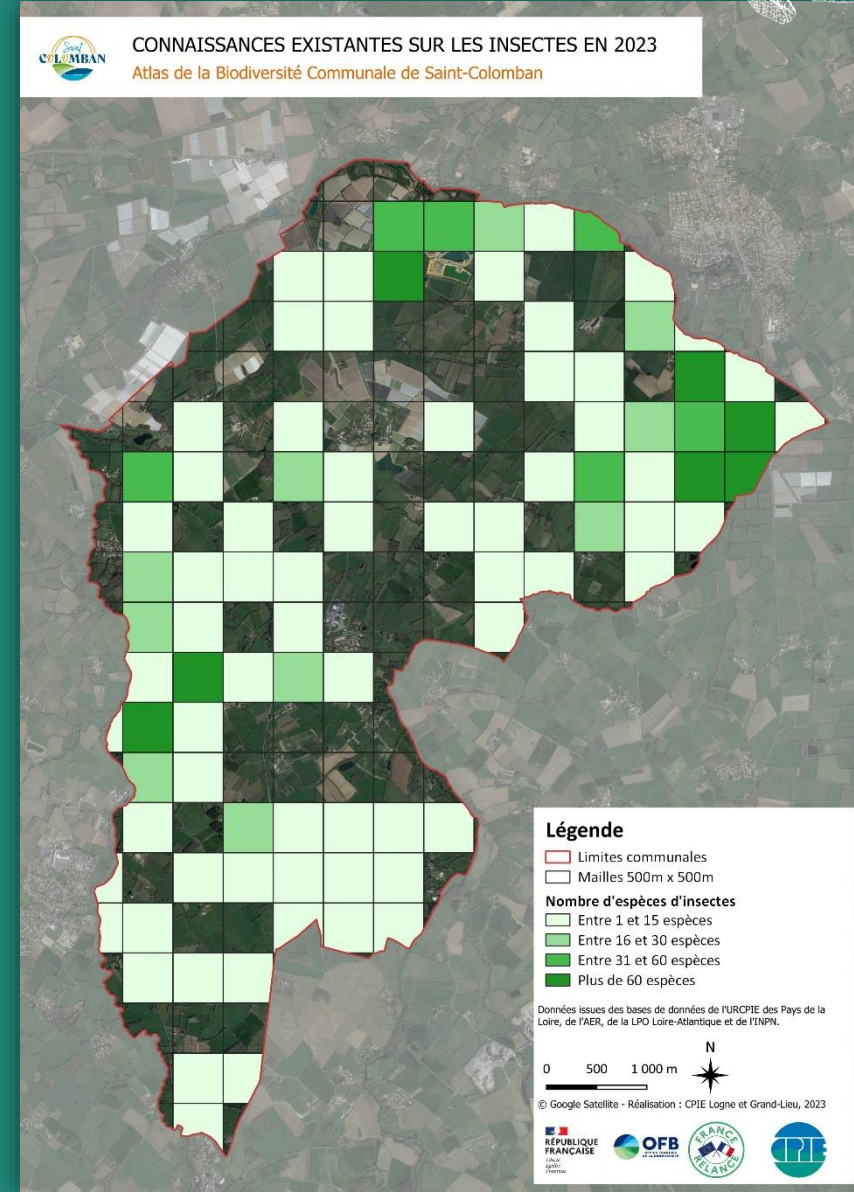 Saint
COLOMBAN
CONNAISSANCES EXISTANTES SUR LES INSECTES EN 2023
Atlas de la Biodiversité Communale de Saint-Colomban
Légende
Limites communales
Mailles 500m x 500m
Nombre d'espèces d'insectes
Entre 1 et 15 espèces
Entre 16 et 30 espèces
Entre 31 et 60 espèces
Plus de 60 espèces
Données issues des bases de données de l'URCPIE des Pays de la
Loire, de l'AER, de la LPO Loire-Atlantique et de l'INPN.
N
0 500 1 000 m
© Google Satellite - Réalisation : CPIE Logne et Grand-Lieu, 2023
RÉPUBLIQUE
FRANÇAISE
Liberté
Égalité
Fraternité
OFB
FRANCE
RELANCE
CPIE